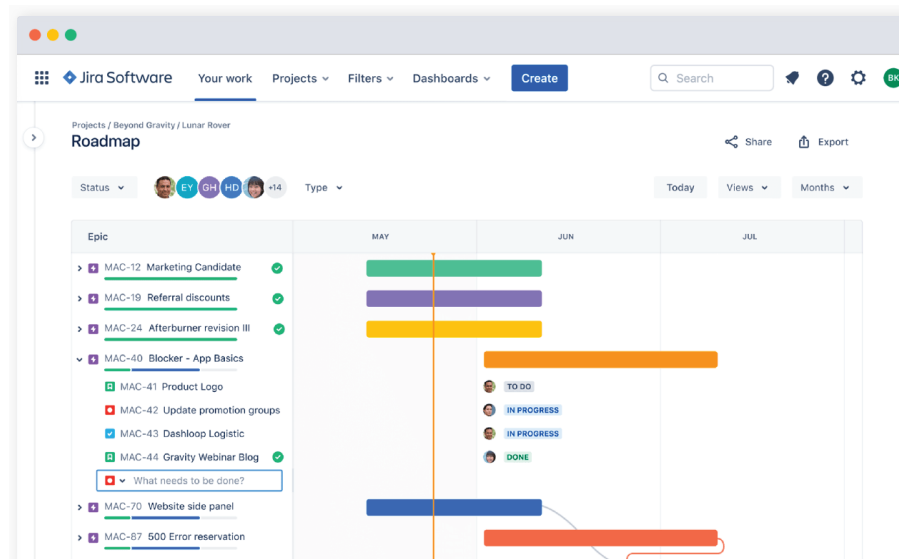 Jira Software Your work Projects Filters Dashboards Create Search BK
Projects / Beyond Gravity / Lunar Rover
Roadmap Share Export
Status EY GH HD +14 Type Today Views Months
Epic MAY JUN JUL
MAC-12 Marketing Candidate
MAC-19 Referral discounts
MAC-24 Afterburner revision III
MAC-40 Blocker - App Basics
MAC-41 Product Logo TO DO
MAC-42 Update promotion groups IN PROGRESS
MAC-43 Dashloop Logistic IN PROGRESS
MAC-44 Gravity Webinar Blog DONE
What needs to be done?
MAC-70 Website side panel
MAC-87 500 Error reservation